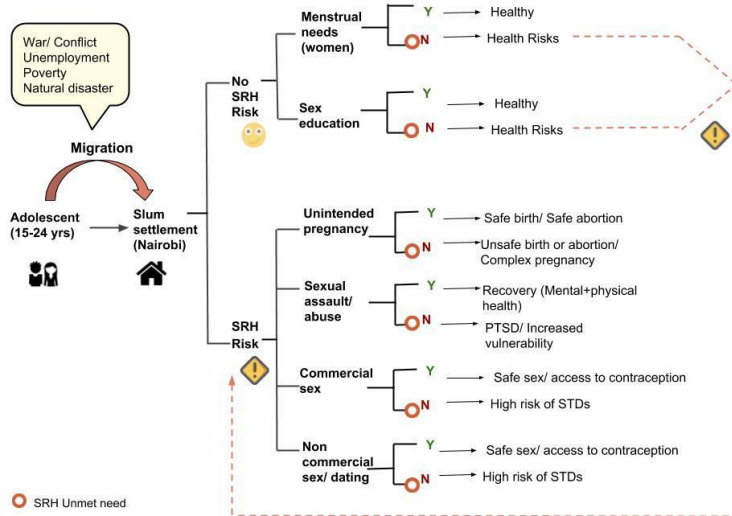 War/ Conflict
Unemployment
Poverty
Natural disaster
Migration
Adolescent
(15-24 yrs)
Slum
settlement
(Nairobi)
No
SRH
Risk
Menstrual
needs
(women)
Y
Healthy
N
Health Risks
Sex
education
Y
Healthy
N
Health Risks
SRH
Risk
Unintended
pregnancy
Y
Safe birth/ Safe abortion
N
Unsafe birth or abortion/
Complex pregnancy
Sexual
assault/
abuse
Y
Recovery (Mental+physical
health)
N
PTSD/ Increased
vulnerability
Commercial
sex
Y
Safe sex/ access to contraception
N
High risk of STDs
Non
commercial
sex/ dating
Y
Safe sex/ access to contraception
N
High risk of STDs
SRH Unmet need